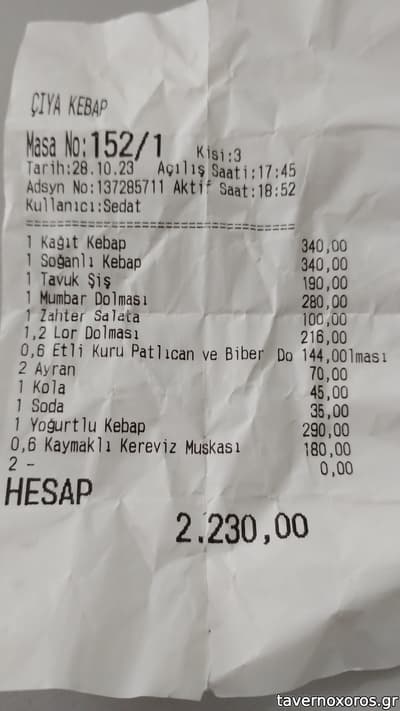 ÇIYA KEBAP
Masa No:152/1 Kisi:3
Tarih:28.10.23 Açılış Saati:17:45
Adsyn No:137285711 Aktif Saat:18:52
Kullanıcı:Sedat
================================
1 Kağıt Kebap 340,00
1 Soğanlı Kebap 340,00
1 Tavuk Şiş 190,00
1 Mumbar Dolması 280,00
1 Zahter Salata 100,00
1,2 Lor Dolması 216,00
0,6 Etli Kuru Patlıcan ve Biber Do 144,00lması
2 Ayran 70,00
1 Kola 45,00
1 Soda 35,00
1 Yoğurtlu Kebap 290,00
0,6 Kaymaklı Kereviz Muskası 180,00
2 - 0,00
HESAP
2.230,00
tavernoxoros.gr